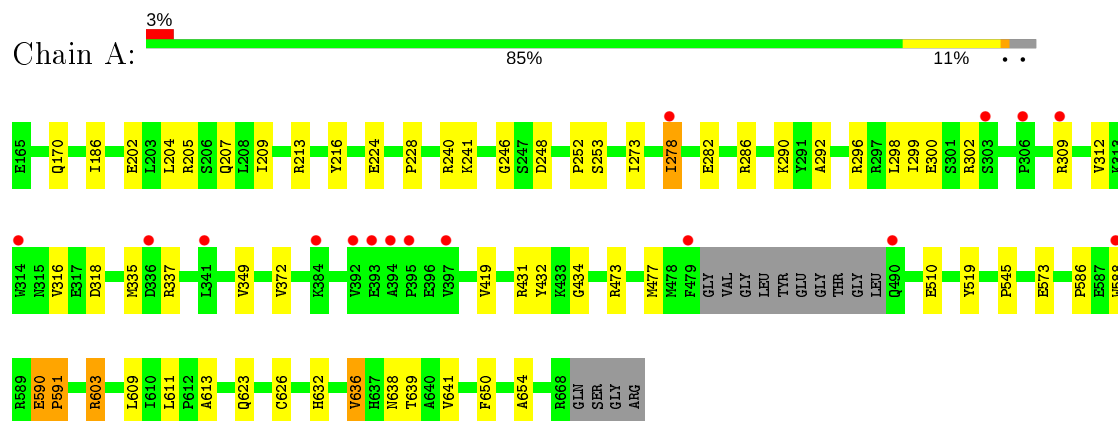 3%
Chain A:
85%
11%
E165 Q170 I186 E202 L203 L204 R205 S206 Q207 L208 I209 R213 Y216 E224 P228 R240 K241 G246 S247 D248 P252 S253 I273 I278 E282 R286 K290 Y291 A292 R296 R297 L298 I299 E300 S301 R302 S303 P306 R309 V312 K313
W314 N315 V316 E317 D318 M335 D336 R337 L341 V349 V372 K384 V392 E393 A394 P395 E396 V397 V419 R431 Y432 K433 G434 R473 M477 M478 F479 GLY VAL GLY LEU TYR GLU GLY THR GLY LEU Q490 E510 Y519 P545 E573 P586 E587 W588
R589 E590 P591 R603 L609 I610 L611 P612 A613 Q623 C626 H632 V636 H637 N638 T639 A640 V641 F650 A654 R668 GLN SER GLY ARG